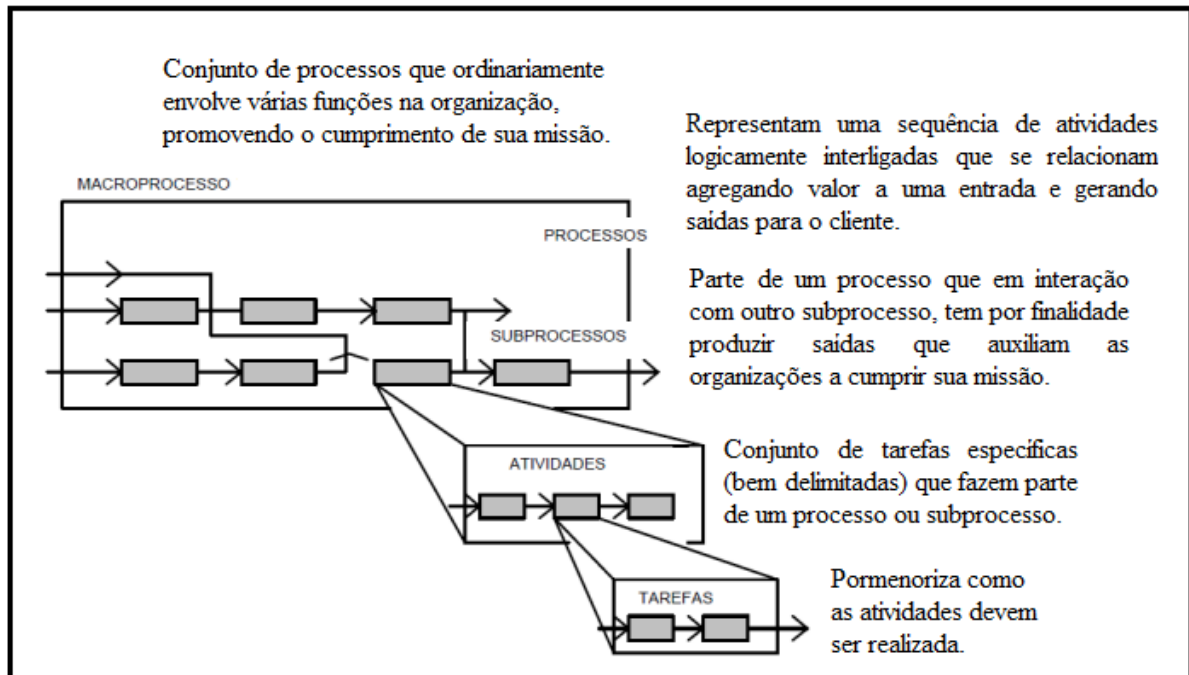 Conjunto de processos que ordinariamente
envolve várias funções na organização,
promovendo o cumprimento de sua missão.
MACROPROCESSO
Representam uma sequência de atividades
logicamente interligadas que se relacionam
agregando valor a uma entrada e gerando
saídas para o cliente.
PROCESSOS
Parte de um processo que em interação
com outro subprocesso, tem por finalidade
produzir saídas que auxiliam as
organizações a cumprir sua missão.
SUBPROCESSOS
Conjunto de tarefas específicas
(bem delimitadas) que fazem parte
de um processo ou subprocesso.
ATIVIDADES
Pormenoriza como
as atividades devem
ser realizada.
TAREFAS